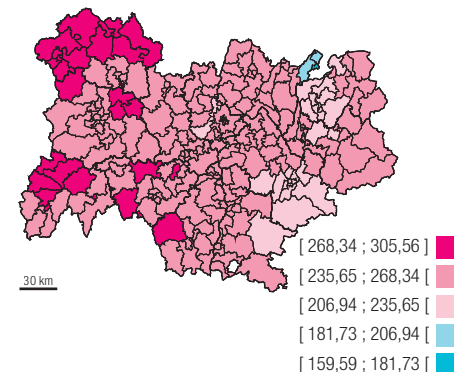 [ 268,34 ; 305,56 ]
[ 235,65 ; 268,34 [
30 km
[ 206,94 ; 235,65 [
[ 181,73 ; 206,94 [
[ 159,59 ; 181,73 [